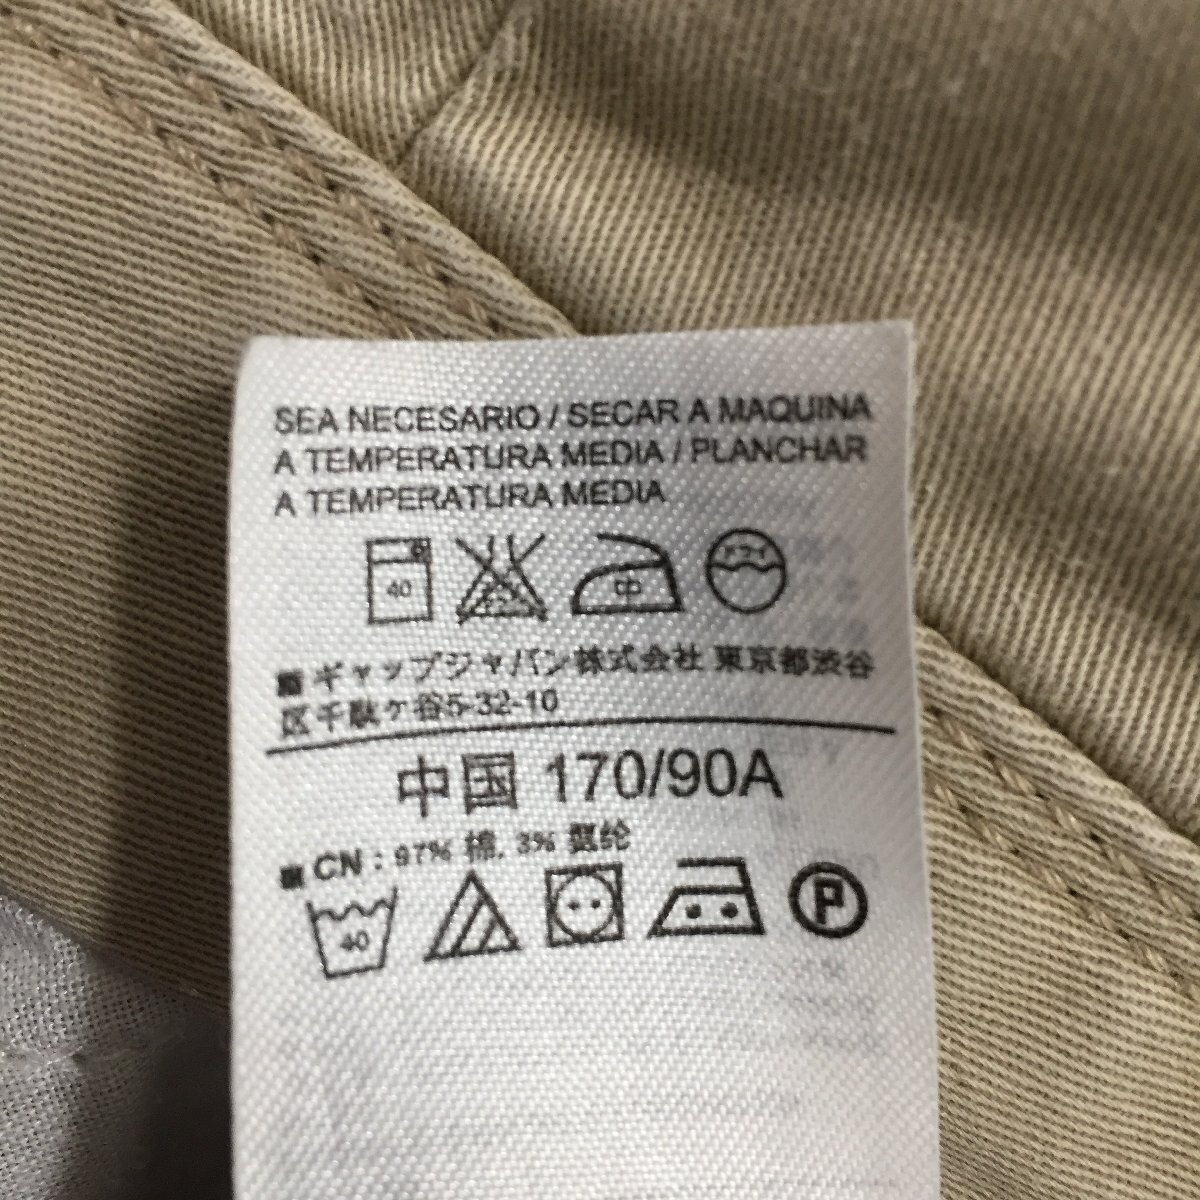 SEA NECESARIO / SECAR A MAQUINA
A TEMPERATURA MEDIA / PLANCHAR
A TEMPERATURA MEDIA
40 中 ドライ
■ ギャップジャパン株式会社 東京都渋谷
区千駄ヶ谷5-32-10
中国 170/90A
■ CN : 97% 棉, 3% 氨纶
40 P